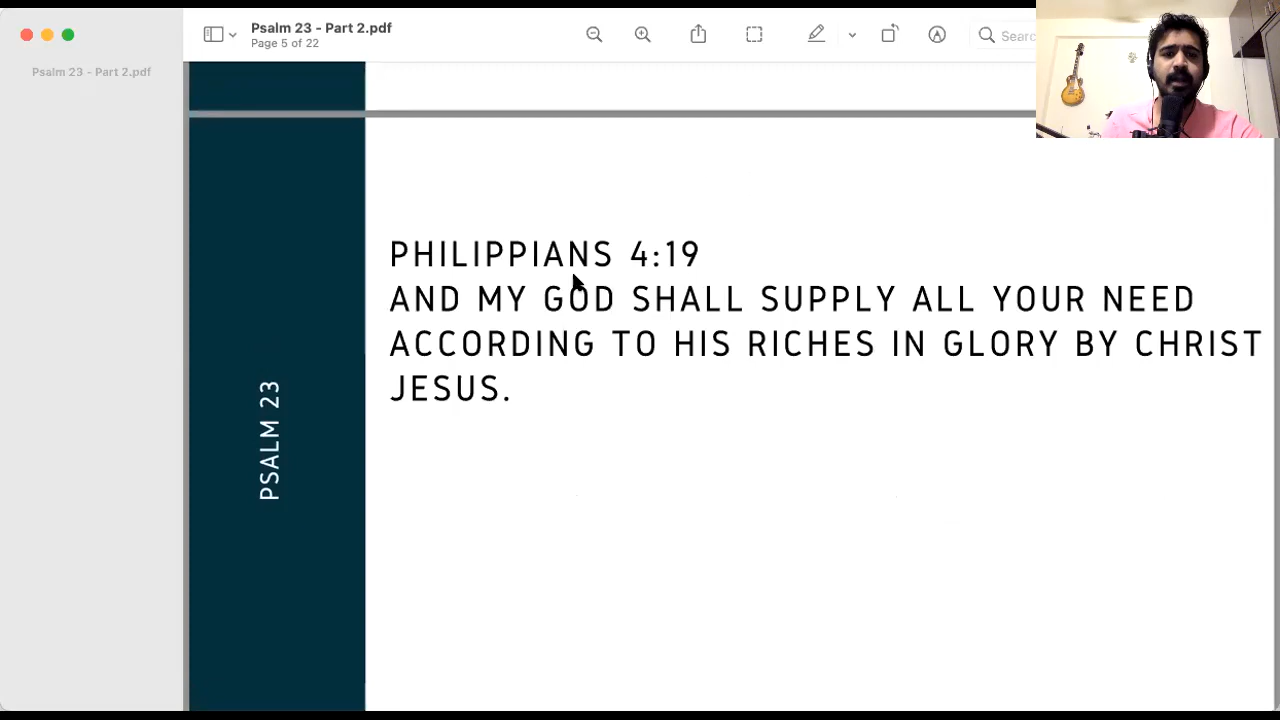 Psalm 23 - Part 2.pdf
Page 5 of 22
Searc
Psalm 23 - Part 2.pdf
PHILIPPIANS 4:19
AND MY GOD SHALL SUPPLY ALL YOUR NEED
ACCORDING TO HIS RICHES IN GLORY BY CHRIST
JESUS.
PSALM 23